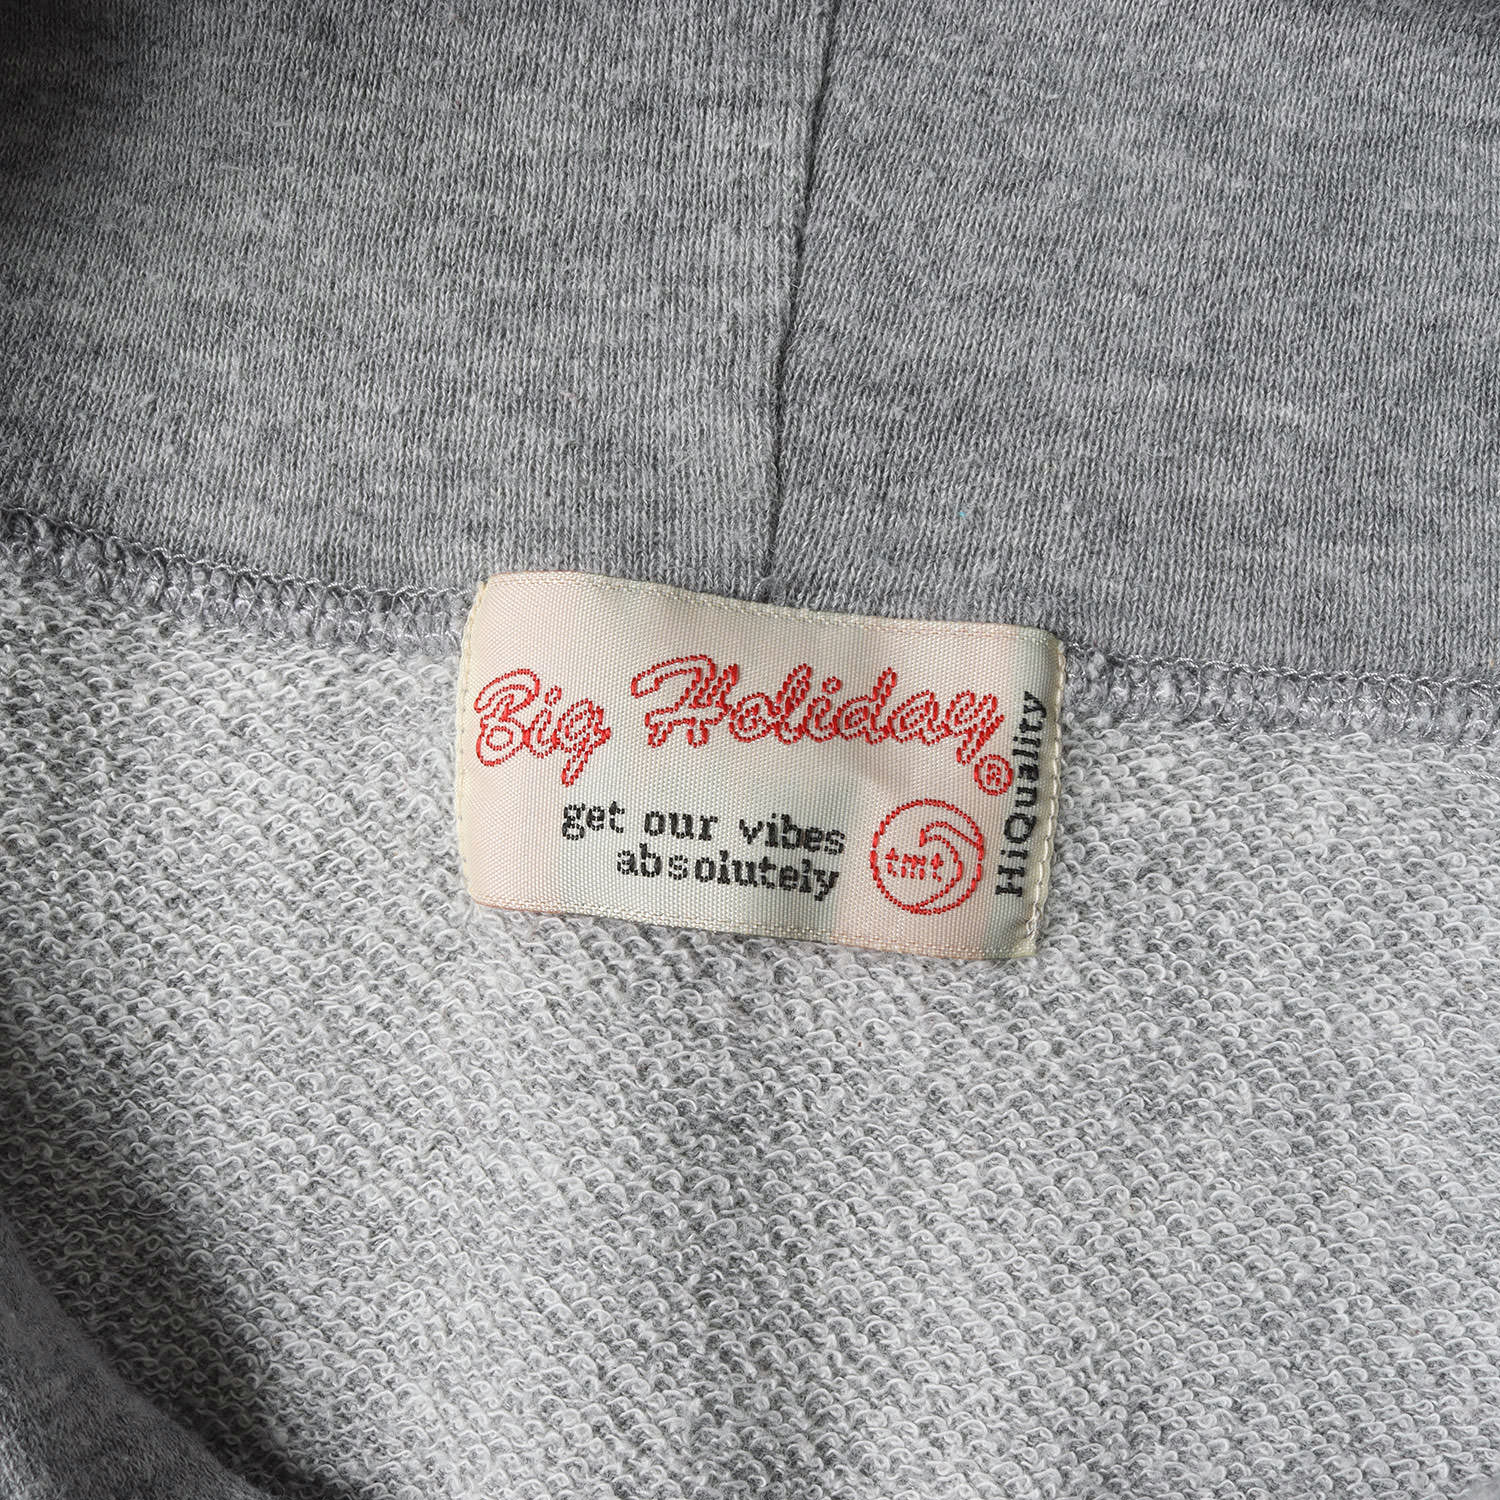 Big Holiday®
get our vibes
absolutely
tmt
HiQuality